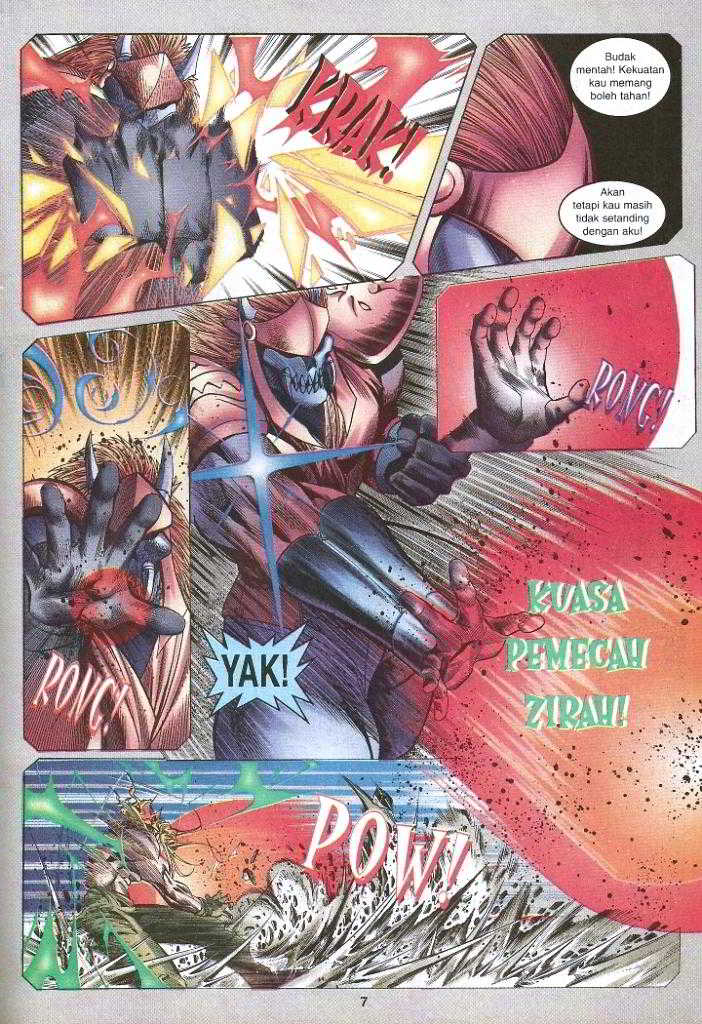 KRAK!
Budak
mentah! Kekuatan
kau memang
boleh tahan!
Akan
tetapi kau masih
tidak setanding
dengan aku!
RONG!
RONG!
YAK!
KUASA
PEMECAH
ZIRAH!
POW!
7